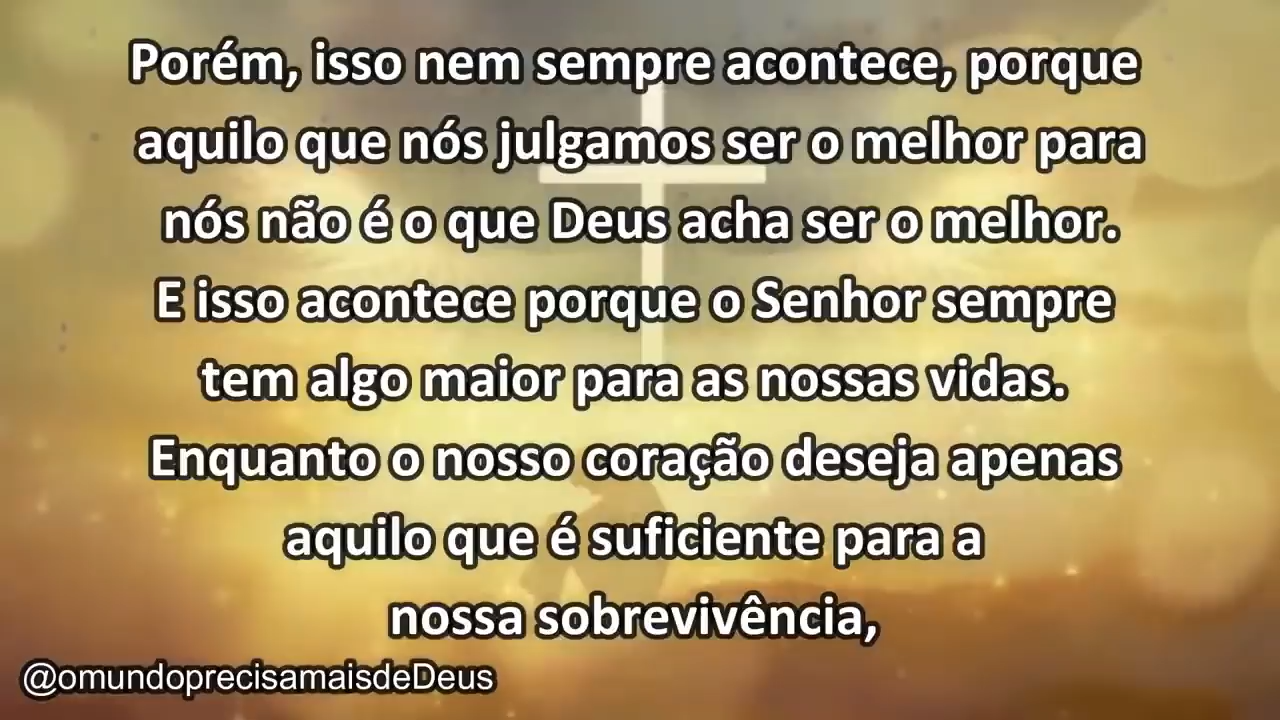 Porém, isso nem sempre acontece, porque
aquilo que nós julgamos ser o melhor para
nós não é o que Deus acha ser o melhor.
E isso acontece porque o Senhor sempre
tem algo maior para as nossas vidas.
Enquanto o nosso coração deseja apenas
aquilo que é suficiente para a
nossa sobrevivência,
@omundoprecisamaisdeDeus